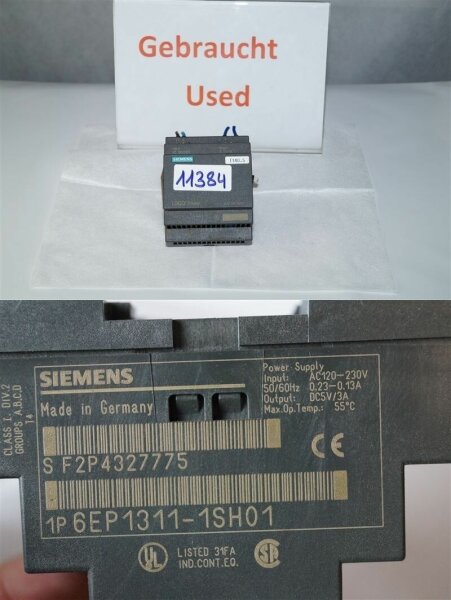 Gebraucht
Used
SIEMENS
11384
LOGO! Power
SIEMENS
Made in Germany
Power Supply
Input: AC120-230V
50/60Hz 0.23-0.13A
Output: DC5V/3A
Max.Op.Temp.: 55°C
CLASS I, DIV.2
GROUPS A,B,C,D
T4
CE
S F2P4327775
1P 6EP1311-1SH01
UL LISTED 31FA
IND.CONT.EQ.